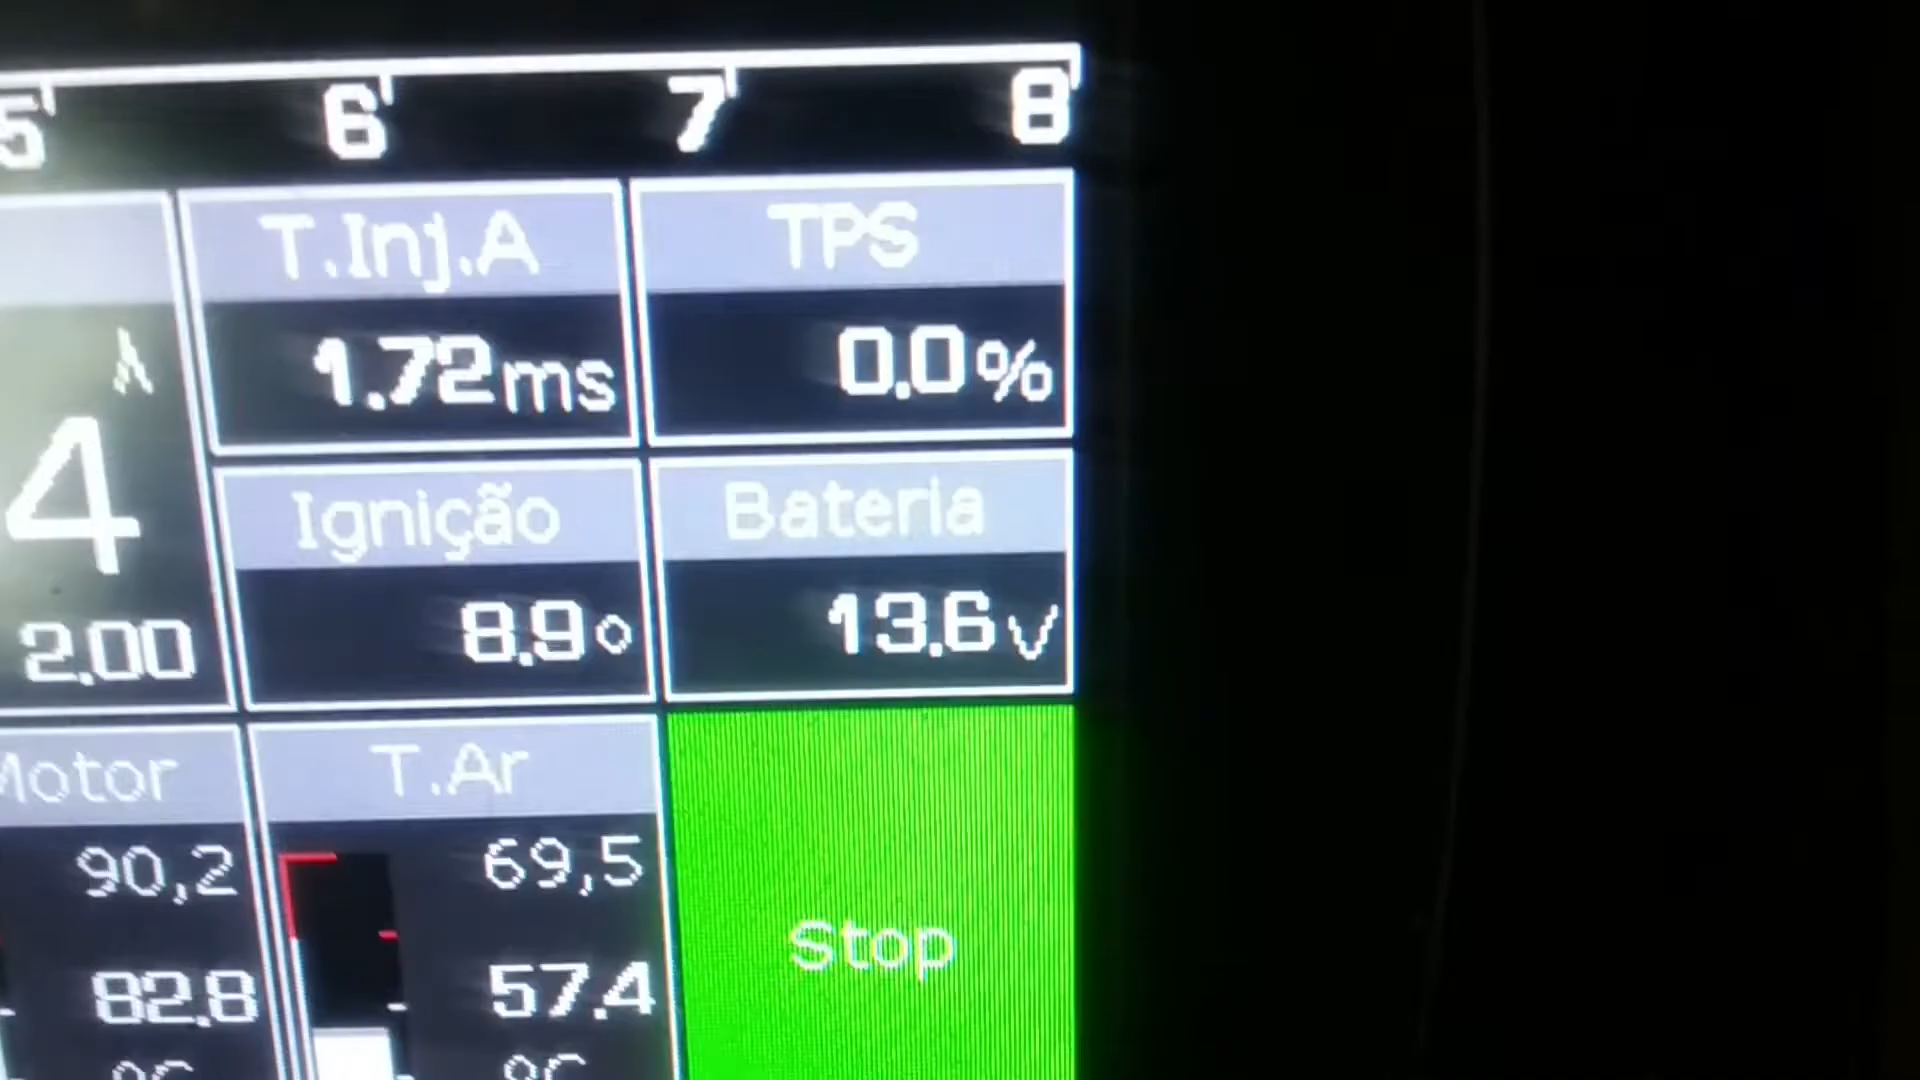 5 6 7 8
T.Inj.A TPS
1.72ms 0.0%
λ
4
Ignição Bateria
2.00 8.9° 13.6V
Motor T.Ar
90,2 69,5
Stop
82.8 57.4
°C °C